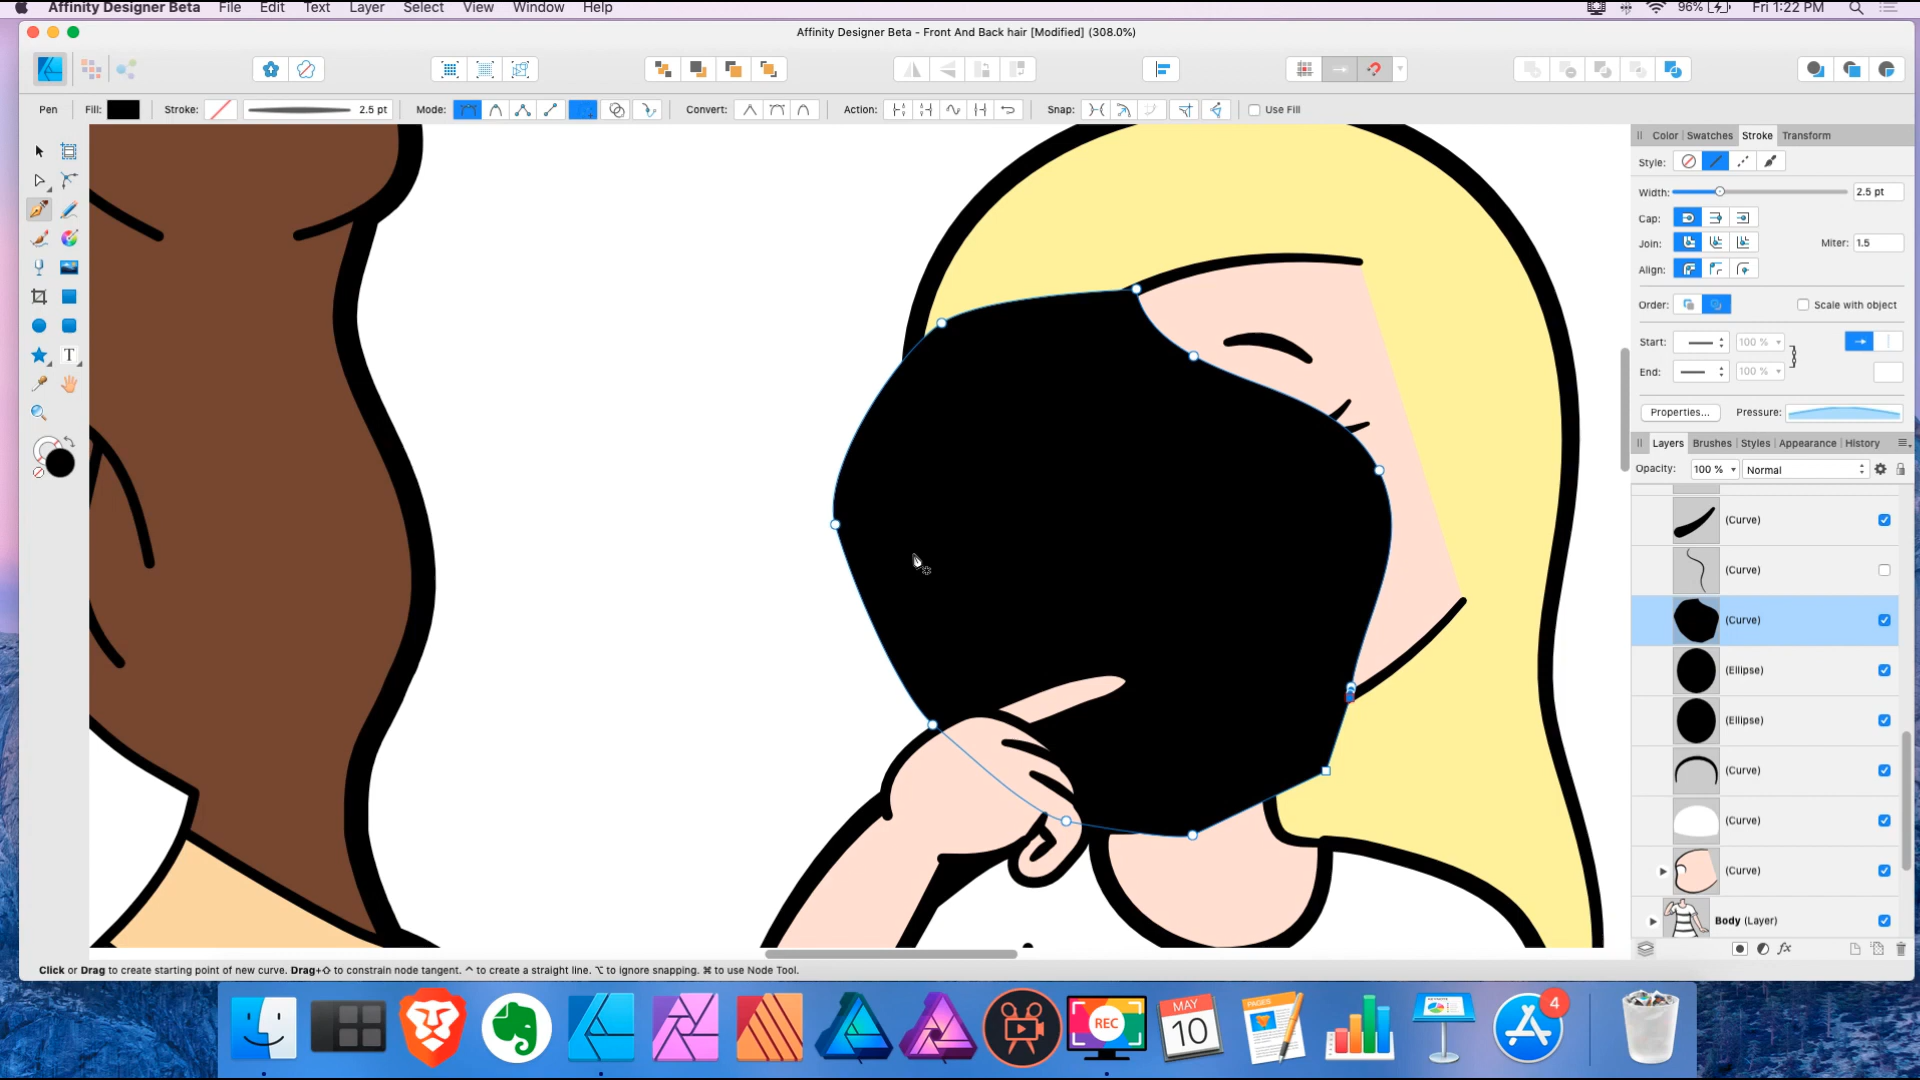 Affinity Designer Beta File Edit Text Layer Select View Window Help 96% Fri 1:22 PM
Affinity Designer Beta - Front And Back hair [Modified] (308.0%)
Pen Fill: Stroke: 2.5 pt Mode: Convert: Action: Snap: Use Fill
Color Swatches Stroke Transform
Style:
Width: 2.5 pt
Cap:
Join: Miter: 1.5
Align:
Order: Scale with object
Start: 100 %
End: 100 %
Properties... Pressure:
Layers Brushes Styles Appearance History
Opacity: 100 % Normal
(Curve)
(Curve)
(Curve)
(Ellipse)
(Ellipse)
(Curve)
(Curve)
(Curve)
Body (Layer)
fx
T
Click or Drag to create starting point of new curve. Drag+⇧ to constrain node tangent. ^ to create a straight line. ⌥ to ignore snapping. ⌘ to use Node Tool.
REC
MAY
10
PAGES
4